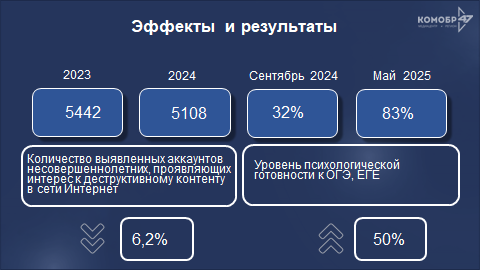 КОМОБР 47
Эффекты и результаты
2023
2024
Сентябрь 2024
Май 2025
5442
5108
32%
83%
Количество выявленных аккаунтов
несовершеннолетних, проявляющих
интерес к деструктивному контенту
в сети Интернет
Уровень психологической
готовности к ОГЭ, ЕГЕ
6,2%
50%